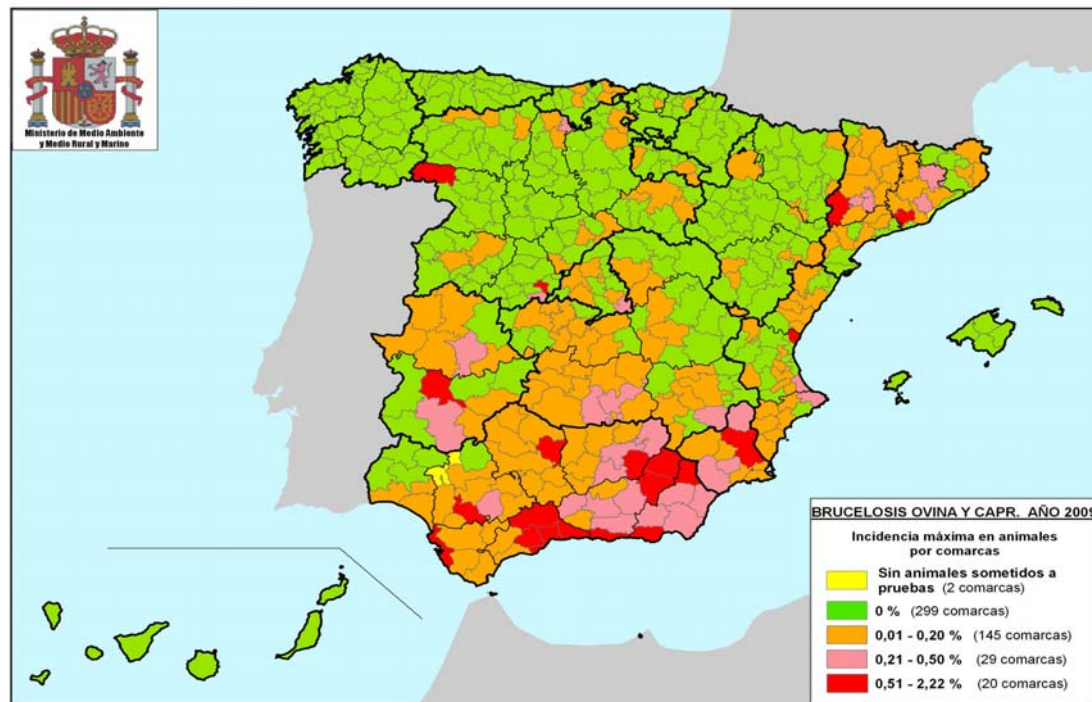 Ministerio de Medio Ambiente
y Medio Rural y Marino
BRUCELOSIS OVINA Y CAPR. AÑO 2009
Incidencia máxima en animales
por comarcas
Sin animales sometidos a
pruebas (2 comarcas)
0 % (299 comarcas)
0,01 - 0,20 % (145 comarcas)
0,21 - 0,50 % (29 comarcas)
0,51 - 2,22 % (20 comarcas)